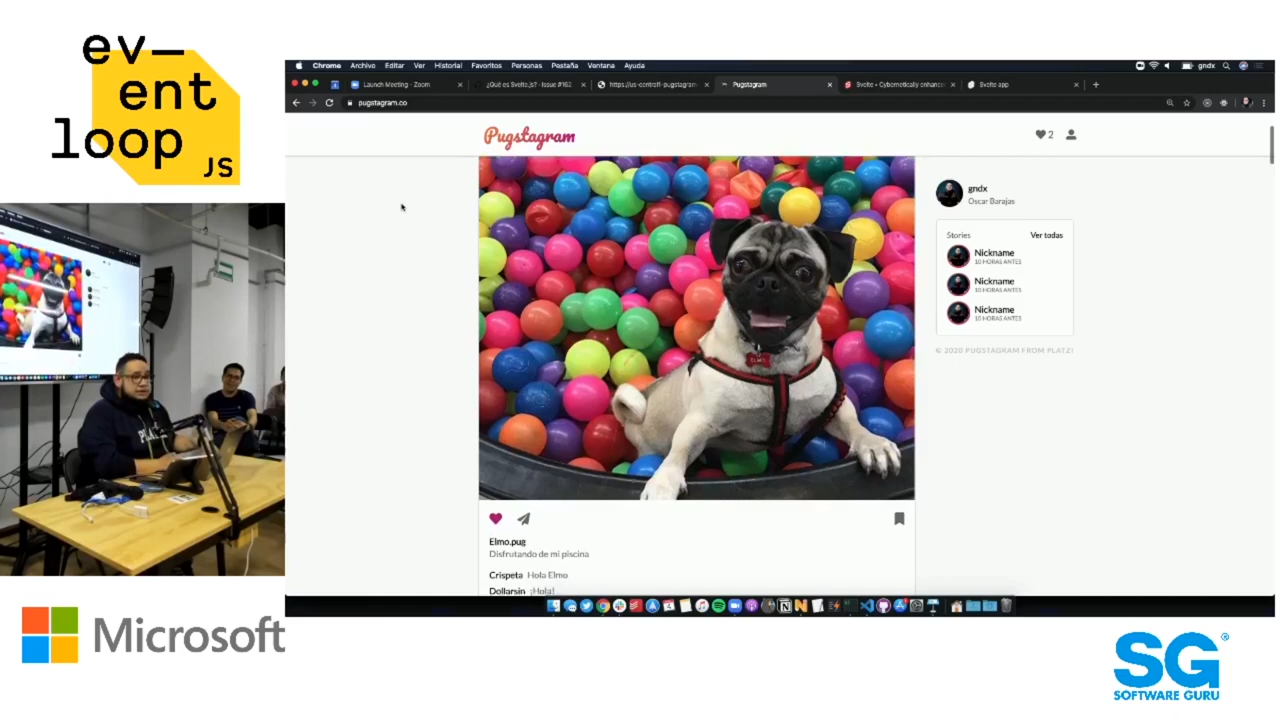 ev—
ent
loop
JS
Chrome Archivo Editar Ver Historial Favoritos Personas Pestaña Ventana Ayuda
gndx
Launch Meeting - Zoom
¿Qué es Svelte.js? · Issue #162
https://us-central1-pugstagram
Pugstagram
Svelte • Cybernetically enhance
Svelte app
pugstagram.co
Pugstagram
2
gndx
Oscar Barajas
Stories Ver todas
Nickname
10 HORAS ANTES
Nickname
10 HORAS ANTES
Nickname
10 HORAS ANTES
© 2020 PUGSTAGRAM FROM PLATZI
ELMO
Elmo.pug
Disfrutando de mi piscina
Crispeta Hola Elmo
Dollarsin ¡Hola!
Microsoft
SG®
SOFTWARE GURU